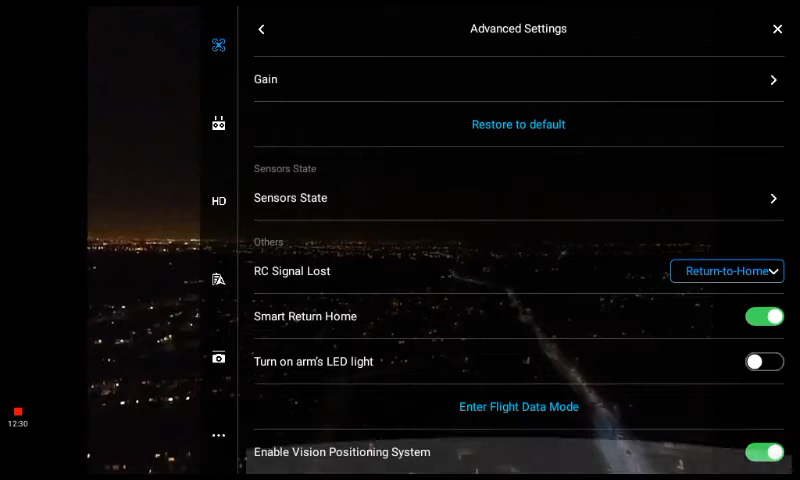 Advanced Settings
Gain
Restore to default
Sensors State
Sensors State
HD
Others
RC Signal Lost
Return-to-Home
Smart Return Home
Turn on arm's LED light
Enter Flight Data Mode
12:30
Enable Vision Positioning System